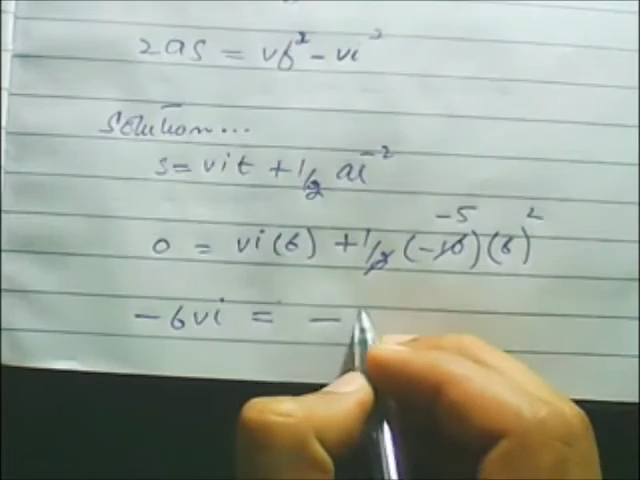 2as = vf² - vi²
Solution...
s = vit + 1/2 at²
0 = vi(6) + 1/2 (-10)(6)²
-5
-6vi = -